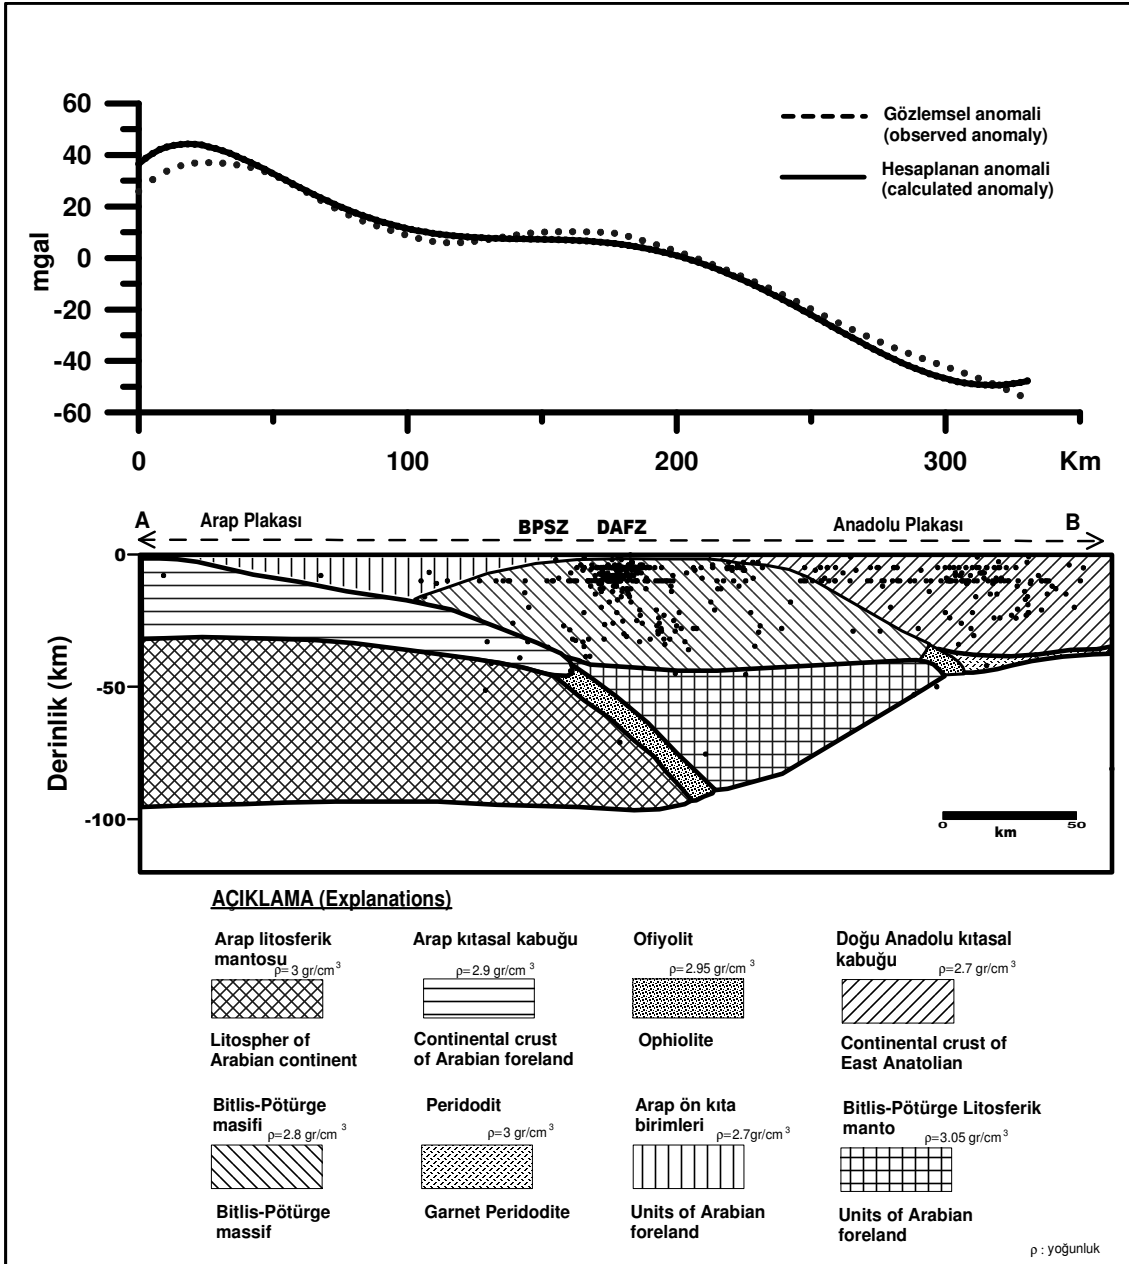 60
40
20
0
-20
-40
-60
mgal
Gözlemsel anomali
(observed anomaly)
Hesaplanan anomali
(calculated anomaly)
0 100 200 300 Km
A Arap Plakası BPSZ DAFZ Anadolu Plakası B
0
-50
-100
Derinlik (km)
0 50
km
AÇIKLAMA (Explanations)
Arap litosferik
mantosu
ρ=3 gr/cm³
Litospher of
Arabian continent
Arap kıtasal kabuğu
ρ=2.9 gr/cm³
Continental crust
of Arabian foreland
Ofiyolit
ρ=2.95 gr/cm³
Ophiolite
Doğu Anadolu kıtasal
kabuğu
ρ=2.7 gr/cm³
Continental crust of
East Anatolian
Bitlis-Pötürge
masifi
ρ=2.8 gr/cm³
Bitlis-Pötürge
massif
Peridodit
ρ=3 gr/cm³
Garnet Peridodite
Arap ön kıta
birimleri
ρ=2.7gr/cm³
Units of Arabian
foreland
Bitlis-Pötürge Litosferik
manto
ρ=3.05 gr/cm³
Units of Arabian
foreland
ρ : yoğunluk